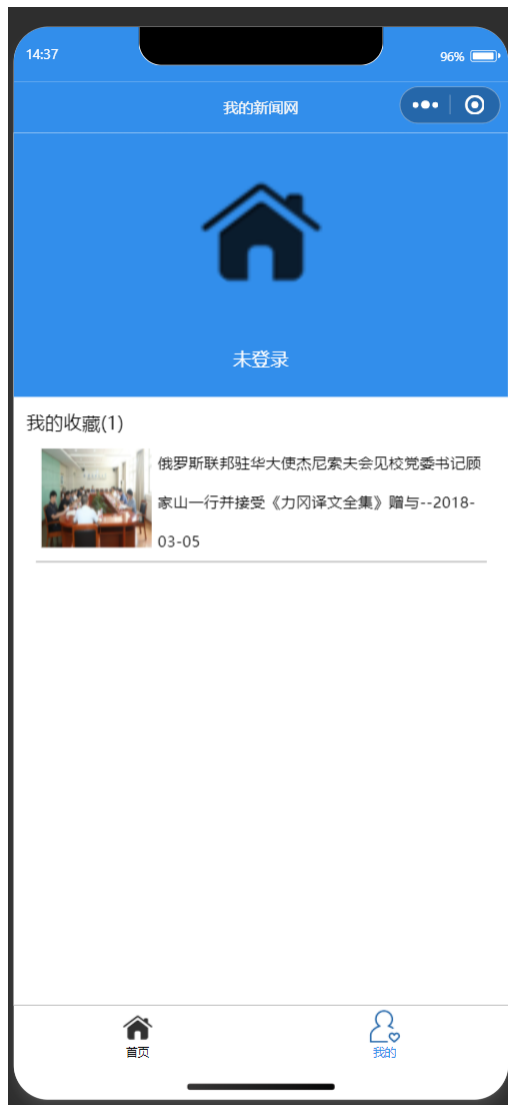 14:37
96%
我的新闻网
未登录
我的收藏(1)
俄罗斯联邦驻华大使杰尼索夫会见校党委书记顾
家山一行并接受《力冈译文全集》赠与--2018-
03-05
首页
我的